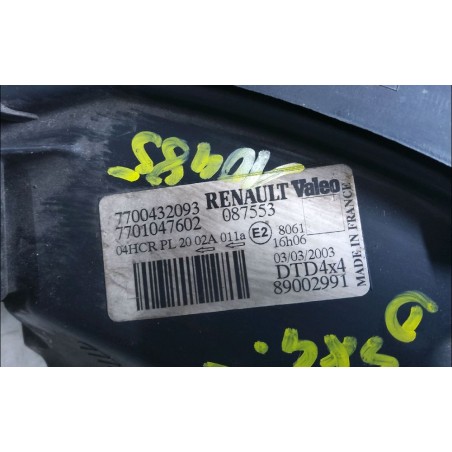 RENAULT Valeo
7700432093 087553
7701047602
04HCR PL 20 02A 011a E2 8061
16h06
03/03/2003
DTD4x4
89002991
MADE IN FRANCE